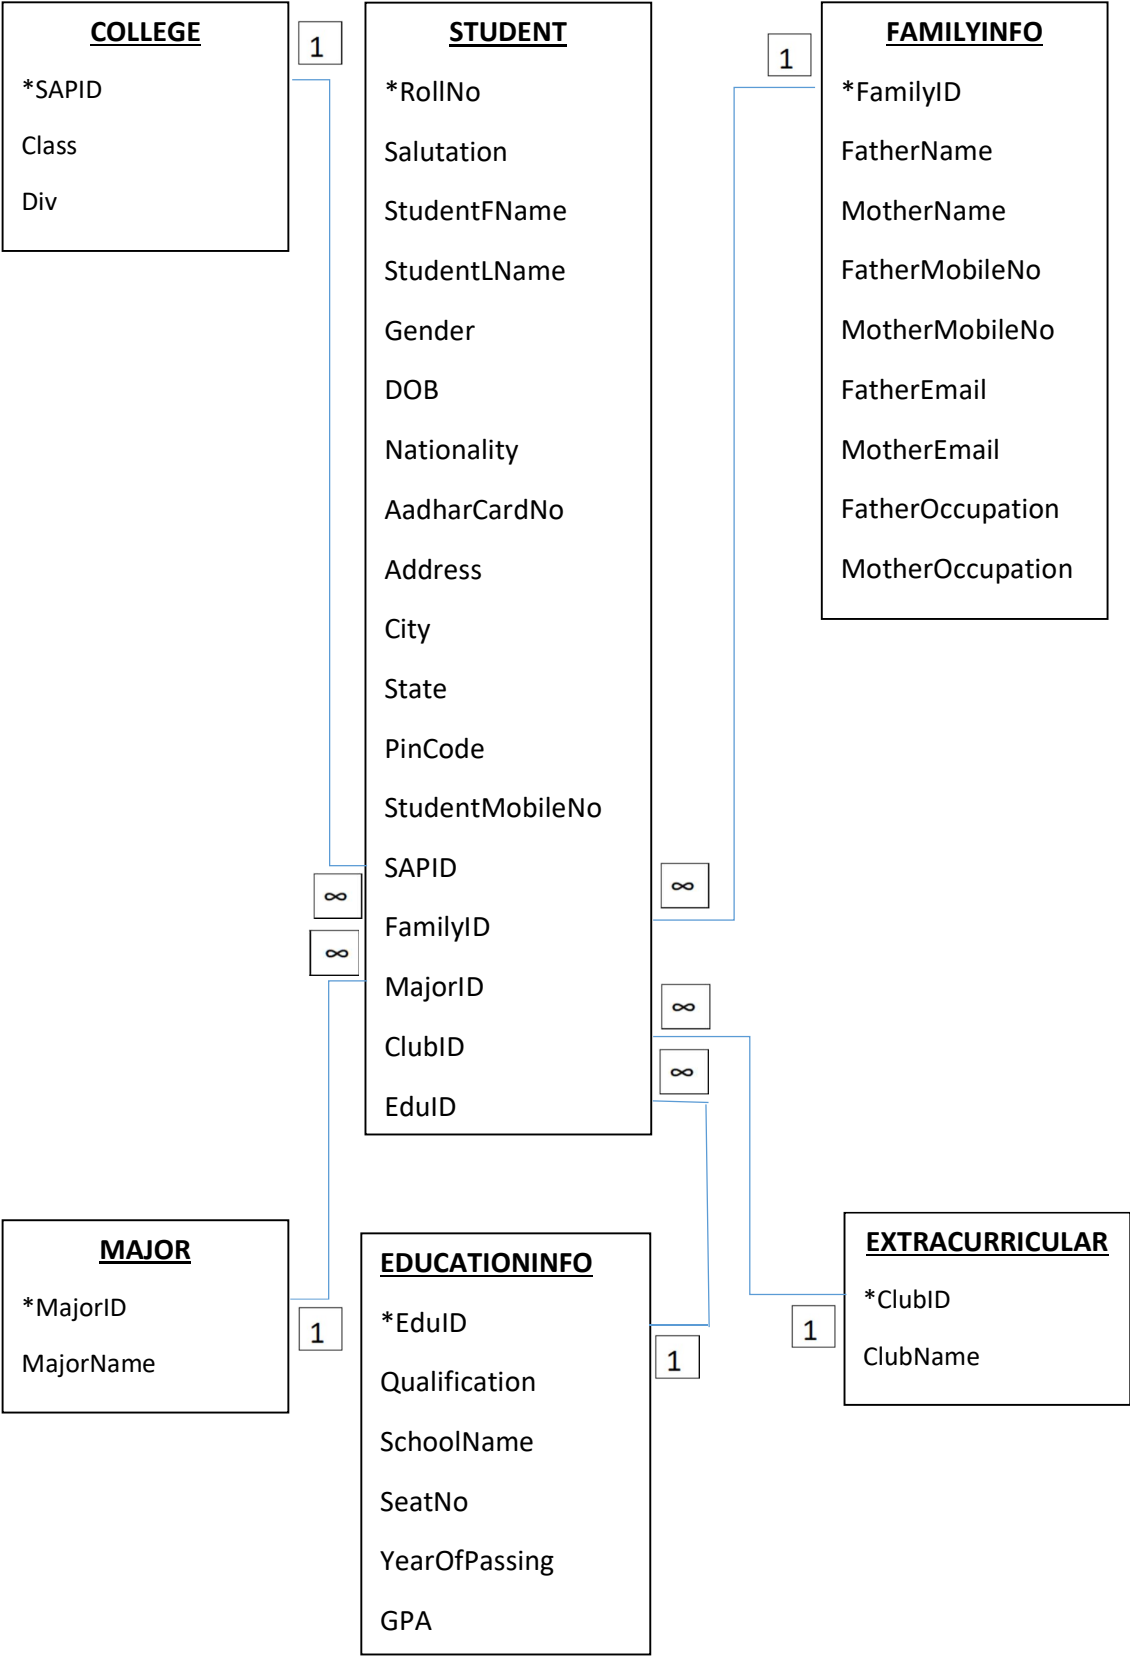 COLLEGE
*SAPID
Class
Div
1
STUDENT
*RollNo
Salutation
StudentFName
StudentLName
Gender
DOB
Nationality
AadharCardNo
Address
City
State
PinCode
StudentMobileNo
SAPID
FamilyID
MajorID
ClubID
EduID
1
FAMILYINFO
*FamilyID
FatherName
MotherName
FatherMobileNo
MotherMobileNo
FatherEmail
MotherEmail
FatherOccupation
MotherOccupation
∞
∞
∞
∞
∞
MAJOR
*MajorID
MajorName
1
EDUCATIONINFO
*EduID
Qualification
SchoolName
SeatNo
YearOfPassing
GPA
1
1
EXTRACURRICULAR
*ClubID
ClubName